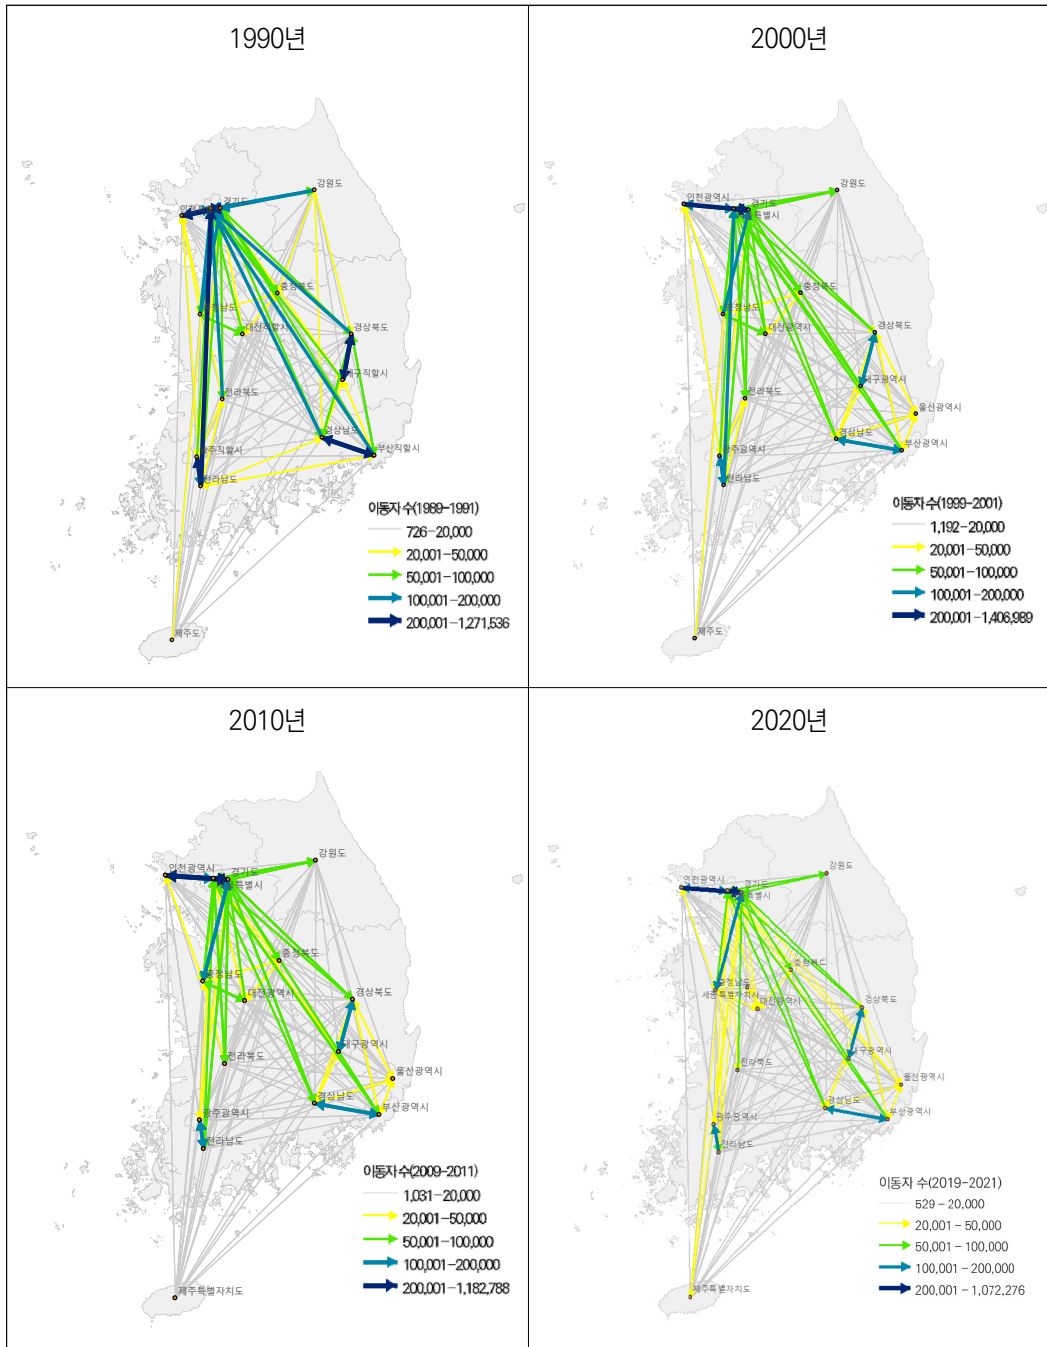 1990년
강원도
경기도
충청북도
대전직할시
경상북도
대구직할시
전라북도
경상남도
광주직할시
부산직할시
전라남도
제주도
이동자 수(1989-1991)
726-20,000
20,001-50,000
50,001-100,000
100,001-200,000
200,001-1,271,536
2000년
강원도
인천광역시
경기도
특별시
충청북도
충청남도
대전광역시
경상북도
대구광역시
전라북도
울산광역시
경상남도
부산광역시
광주광역시
전라남도
제주도
이동자 수(1999-2001)
1,192-20,000
20,001-50,000
50,001-100,000
100,001-200,000
200,001-1,406,989
2010년
강원도
인천광역시
경기도
특별시
충청북도
충청남도
대전광역시
경상북도
대구광역시
전라북도
울산광역시
경상남도
부산광역시
광주광역시
전라남도
제주특별자치도
이동자 수(2009-2011)
1,031-20,000
20,001-50,000
50,001-100,000
100,001-200,000
200,001-1,182,788
2020년
강원도
인천광역시
경기도
특별시
충청북도
충청남도
세종특별자치시
대전광역시
경상북도
대구광역시
전라북도
울산광역시
경상남도
부산광역시
광주광역시
전라남도
제주특별자치도
이동자 수(2019-2021)
529 - 20,000
20,001 - 50,000
50,001 - 100,000
100,001 - 200,000
200,001 - 1,072,276